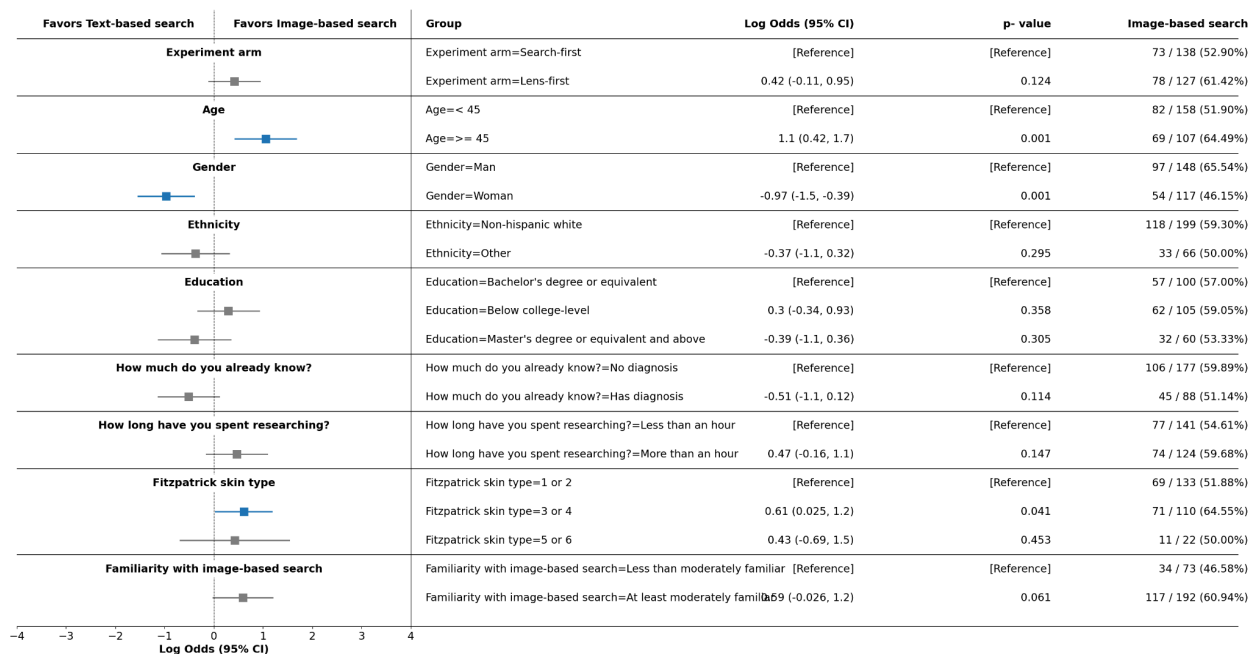 Favors Text-based search Favors Image-based search Group Log Odds (95% CI) p- value Image-based search
Experiment arm Experiment arm=Search-first [Reference] [Reference] 73 / 138 (52.90%)
Experiment arm=Lens-first 0.42 (-0.11, 0.95) 0.124 78 / 127 (61.42%)
Age Age=< 45 [Reference] [Reference] 82 / 158 (51.90%)
Age=>= 45 1.1 (0.42, 1.7) 0.001 69 / 107 (64.49%)
Gender Gender=Man [Reference] [Reference] 97 / 148 (65.54%)
Gender=Woman -0.97 (-1.5, -0.39) 0.001 54 / 117 (46.15%)
Ethnicity Ethnicity=Non-hispanic white [Reference] [Reference] 118 / 199 (59.30%)
Ethnicity=Other -0.37 (-1.1, 0.32) 0.295 33 / 66 (50.00%)
Education Education=Bachelor's degree or equivalent [Reference] [Reference] 57 / 100 (57.00%)
Education=Below college-level 0.3 (-0.34, 0.93) 0.358 62 / 105 (59.05%)
Education=Master's degree or equivalent and above -0.39 (-1.1, 0.36) 0.305 32 / 60 (53.33%)
How much do you already know? How much do you already know?=No diagnosis [Reference] [Reference] 106 / 177 (59.89%)
How much do you already know?=Has diagnosis -0.51 (-1.1, 0.12) 0.114 45 / 88 (51.14%)
How long have you spent researching? How long have you spent researching?=Less than an hour [Reference] [Reference] 77 / 141 (54.61%)
How long have you spent researching?=More than an hour 0.47 (-0.16, 1.1) 0.147 74 / 124 (59.68%)
Fitzpatrick skin type Fitzpatrick skin type=1 or 2 [Reference] [Reference] 69 / 133 (51.88%)
Fitzpatrick skin type=3 or 4 0.61 (0.025, 1.2) 0.041 71 / 110 (64.55%)
Fitzpatrick skin type=5 or 6 0.43 (-0.69, 1.5) 0.453 11 / 22 (50.00%)
Familiarity with image-based search Familiarity with image-based search=Less than moderately familiar [Reference] [Reference] 34 / 73 (46.58%)
Familiarity with image-based search=At least moderately familiar 0.59 (-0.026, 1.2) 0.061 117 / 192 (60.94%)
−4 −3 −2 −1 0 1 2 3 4
Log Odds (95% CI)